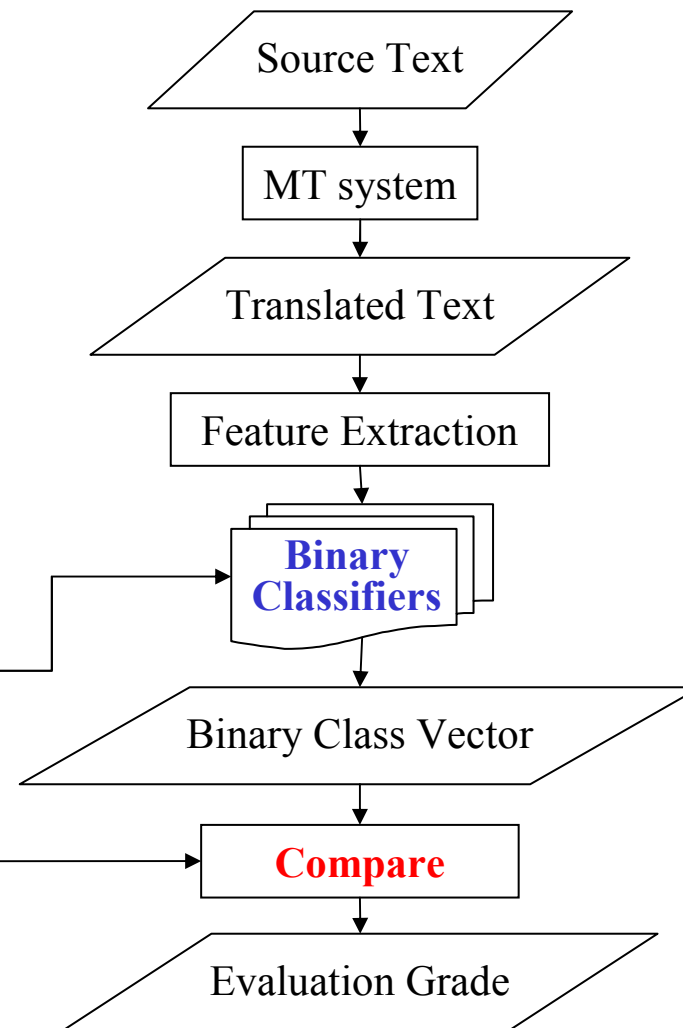 Source Text
MT system
Translated Text
Feature Extraction
Binary
Classifiers
Binary Class Vector
Compare
Evaluation Grade